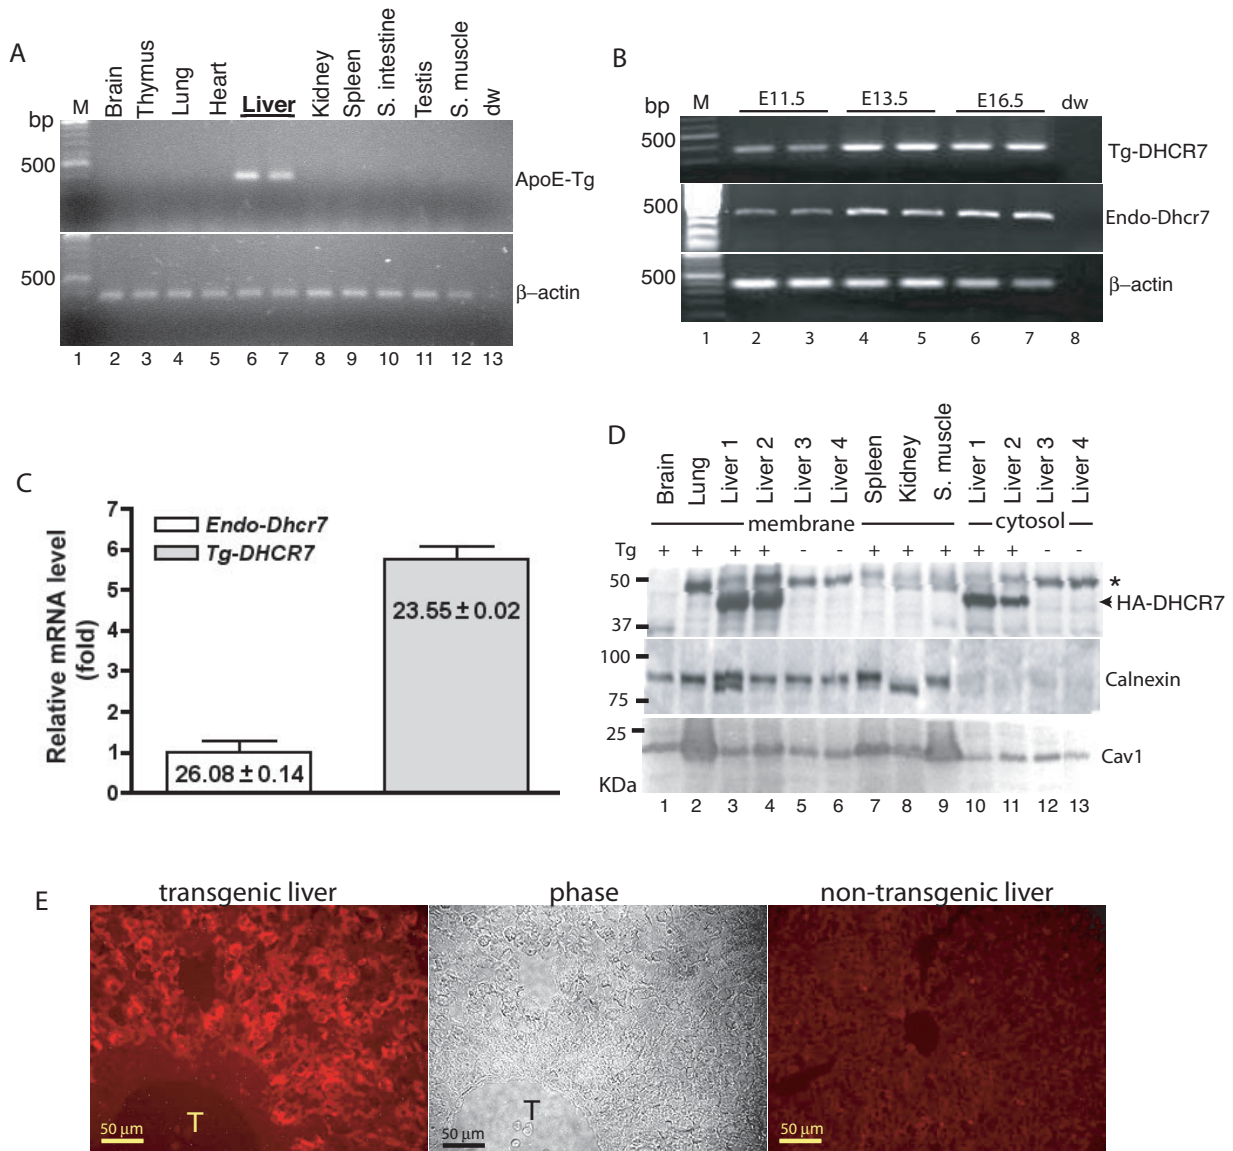 A
M
Brain
Thymus
Lung
Heart
Liver
Kidney
Spleen
S. intestine
Testis
S. muscle
dw
bp
500
ApoE-Tg
500
β–actin
1 2 3 4 5 6 7 8 9 10 11 12 13
B
bp M E11.5 E13.5 E16.5 dw
500
Tg-DHCR7
500
Endo-Dhcr7
500
β–actin
1 2 3 4 5 6 7 8
C
Relative mRNA level
(fold)
7
6
5
4
3
2
1
0
Endo-Dhcr7
Tg-DHCR7
26.08 ± 0.14
23.55 ± 0.02
D
Brain
Lung
Liver 1
Liver 2
Liver 3
Liver 4
Spleen
Kidney
S. muscle
Liver 1
Liver 2
Liver 3
Liver 4
membrane cytosol
Tg + + + + - - + + + + + - -
50
*
HA-DHCR7
37
100
Calnexin
75
25
Cav1
KDa
1 2 3 4 5 6 7 8 9 10 11 12 13
E
transgenic liver phase non-transgenic liver
T
50 µm
T
50 µm
50 µm